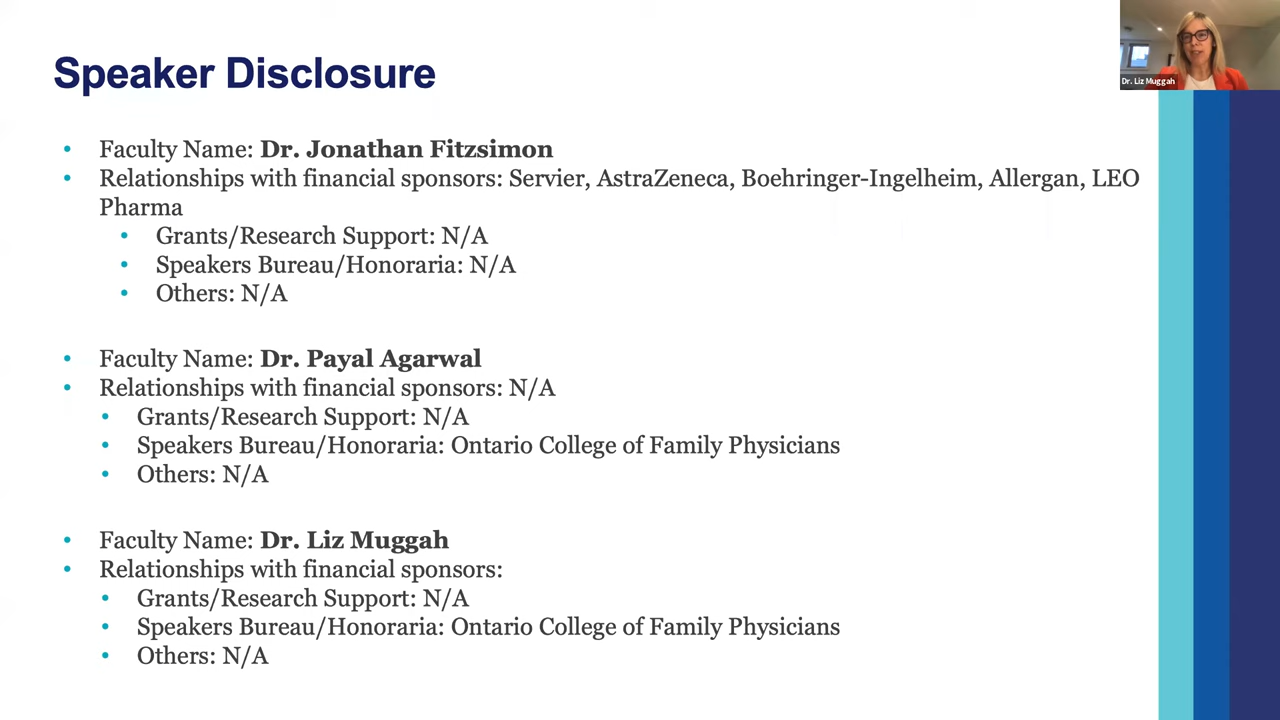 Speaker Disclosure
Dr. Liz Muggah
• Faculty Name: Dr. Jonathan Fitzsimon
• Relationships with financial sponsors: Servier, AstraZeneca, Boehringer-Ingelheim, Allergan, LEO
Pharma
• Grants/Research Support: N/A
• Speakers Bureau/Honoraria: N/A
• Others: N/A
• Faculty Name: Dr. Payal Agarwal
• Relationships with financial sponsors: N/A
• Grants/Research Support: N/A
• Speakers Bureau/Honoraria: Ontario College of Family Physicians
• Others: N/A
• Faculty Name: Dr. Liz Muggah
• Relationships with financial sponsors:
• Grants/Research Support: N/A
• Speakers Bureau/Honoraria: Ontario College of Family Physicians
• Others: N/A